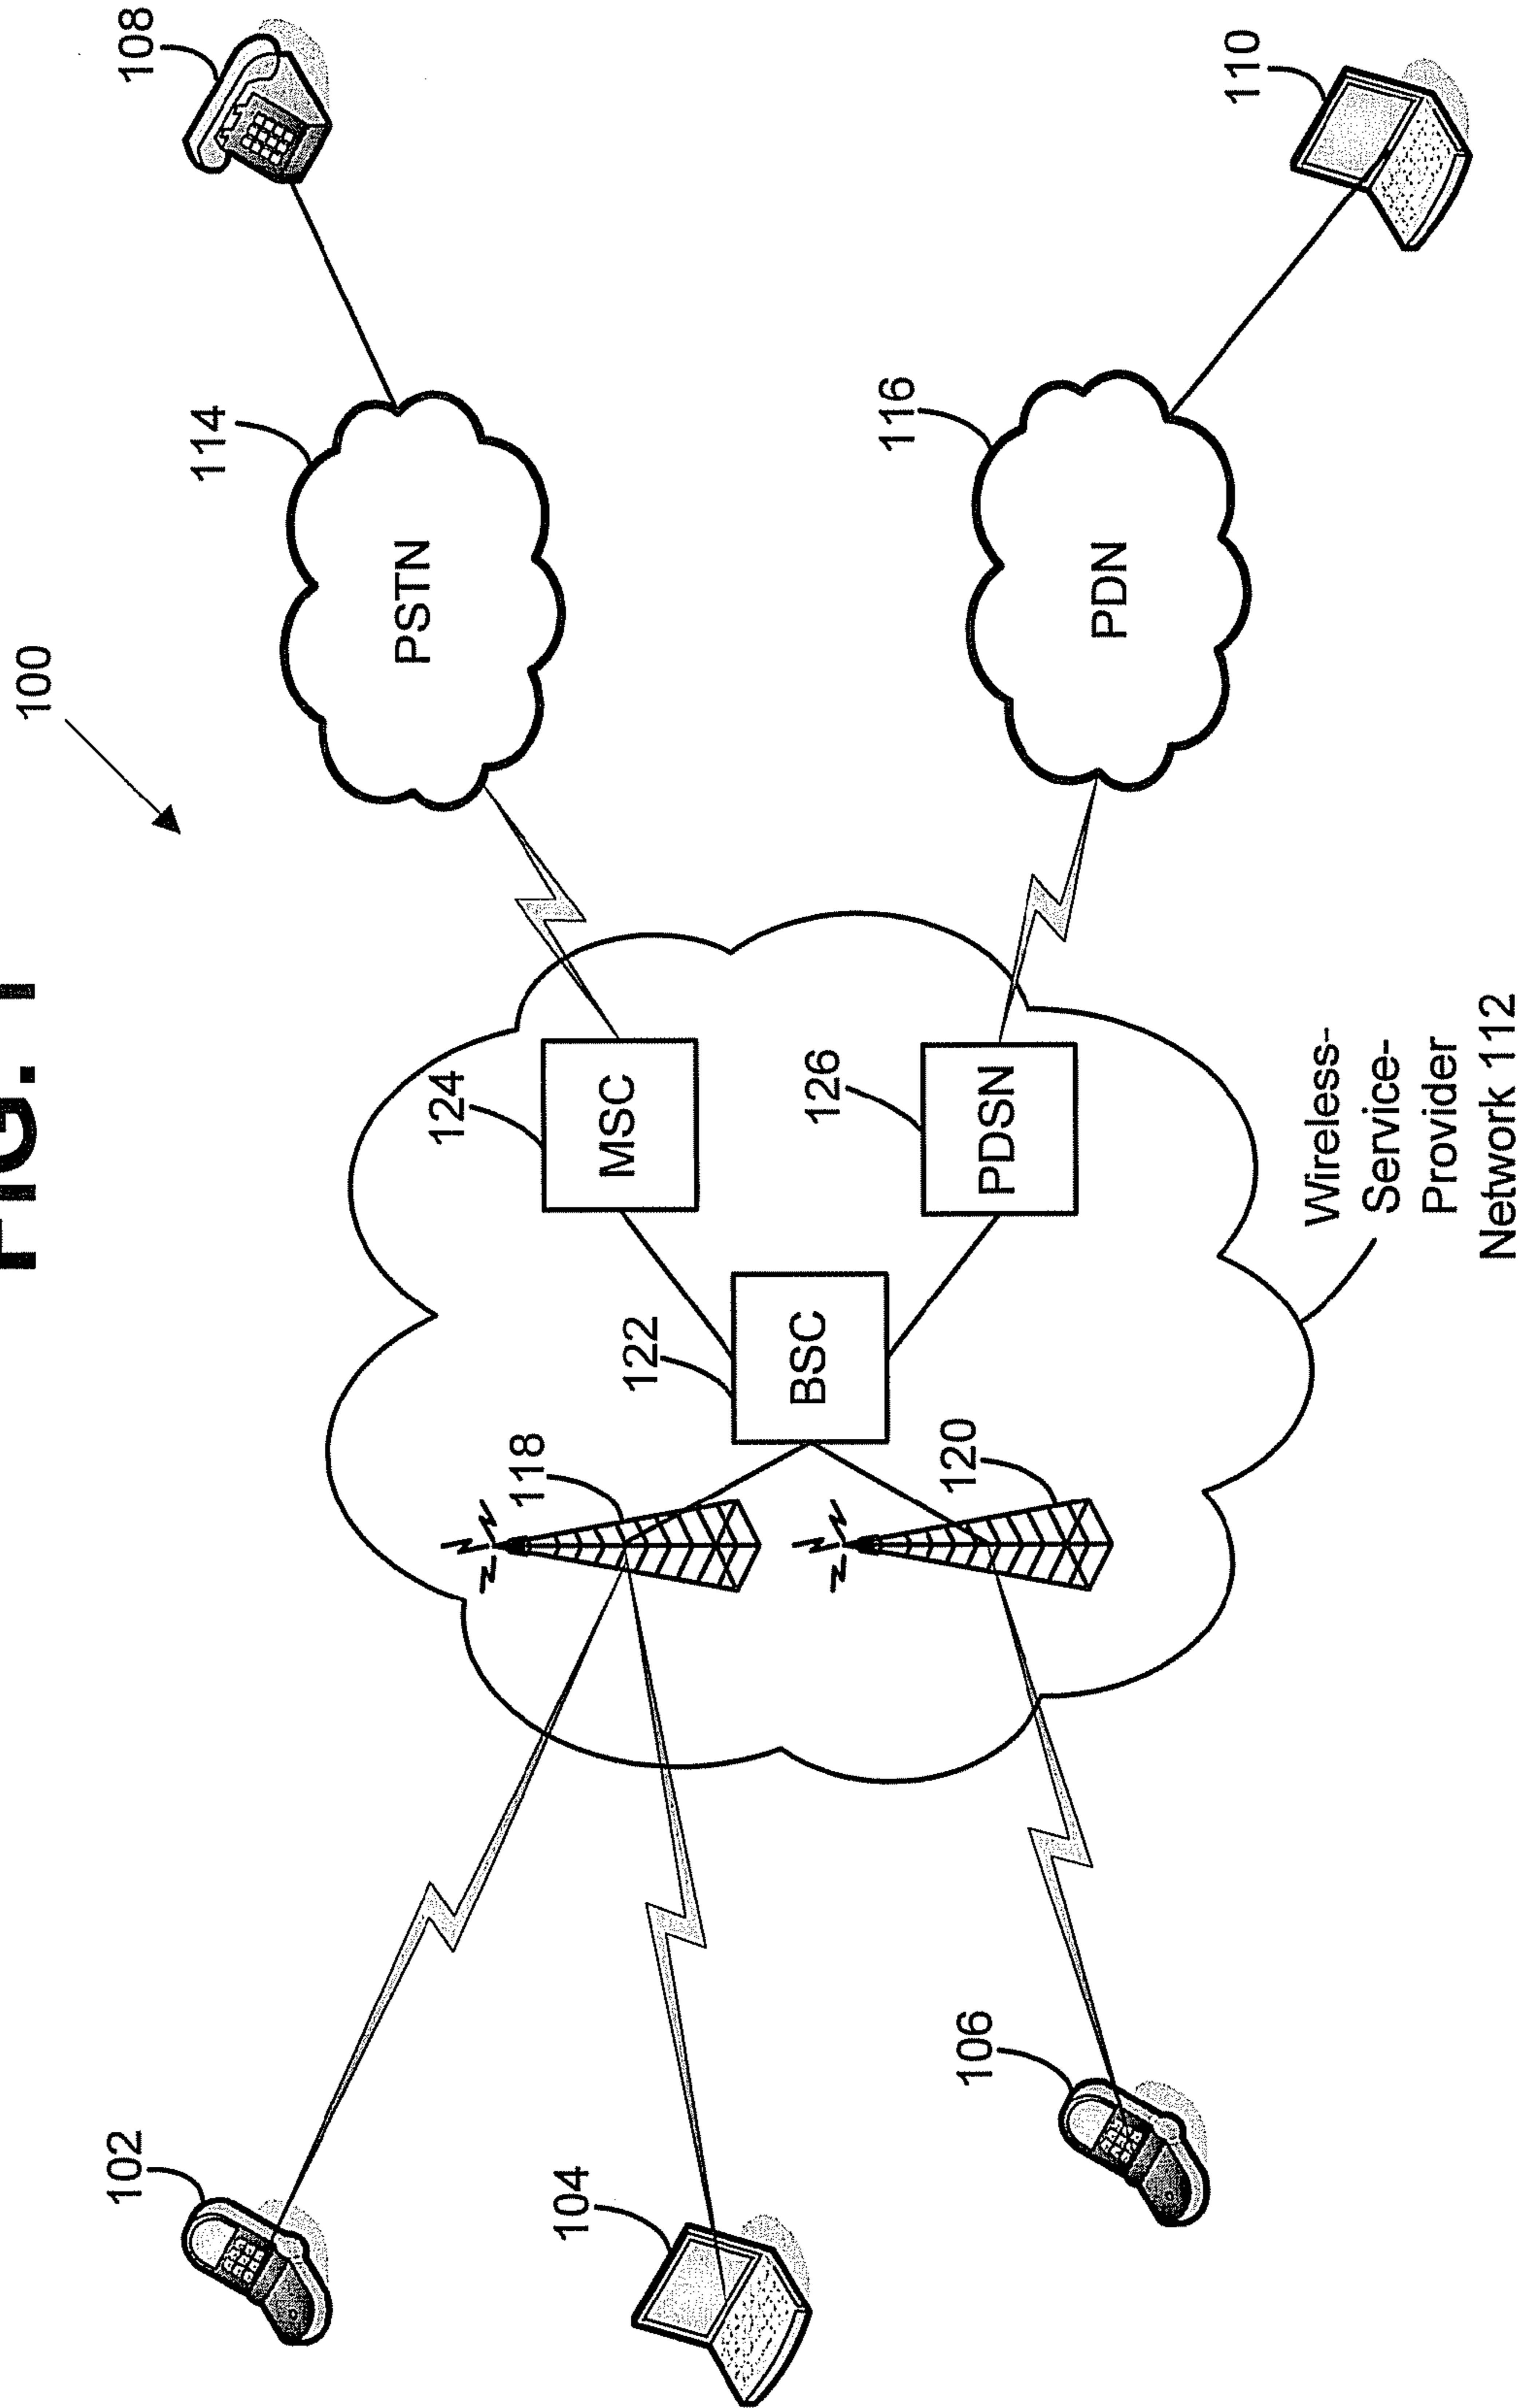 FIG. 1
100
108
114
PSTN
102
124
MSC
118
122
BSC
104
116
PDN
126
PDSN
110
120
106
Wireless-
Service-
Provider
Network 112